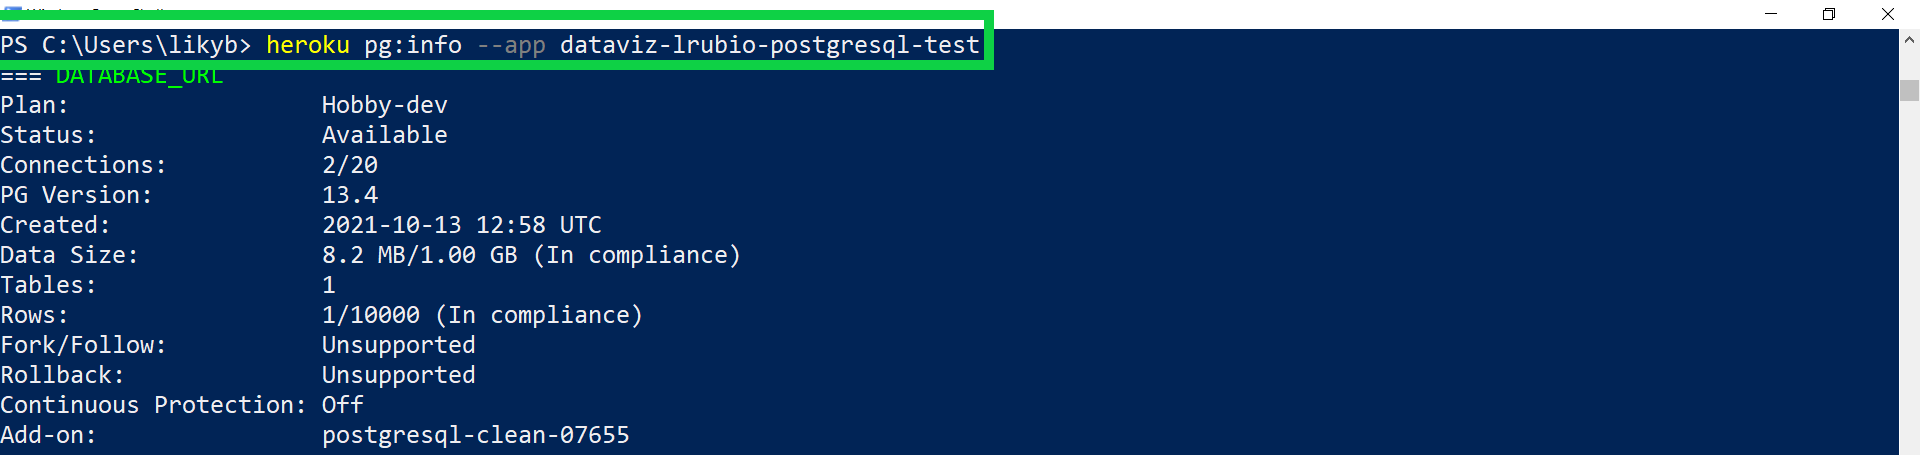 PS C:\Users\likyb> heroku pg:info --app dataviz-lrubio-postgresql-test
=== DATABASE_URL
Plan: Hobby-dev
Status: Available
Connections: 2/20
PG Version: 13.4
Created: 2021-10-13 12:58 UTC
Data Size: 8.2 MB/1.00 GB (In compliance)
Tables: 1
Rows: 1/10000 (In compliance)
Fork/Follow: Unsupported
Rollback: Unsupported
Continuous Protection: Off
Add-on: postgresql-clean-07655